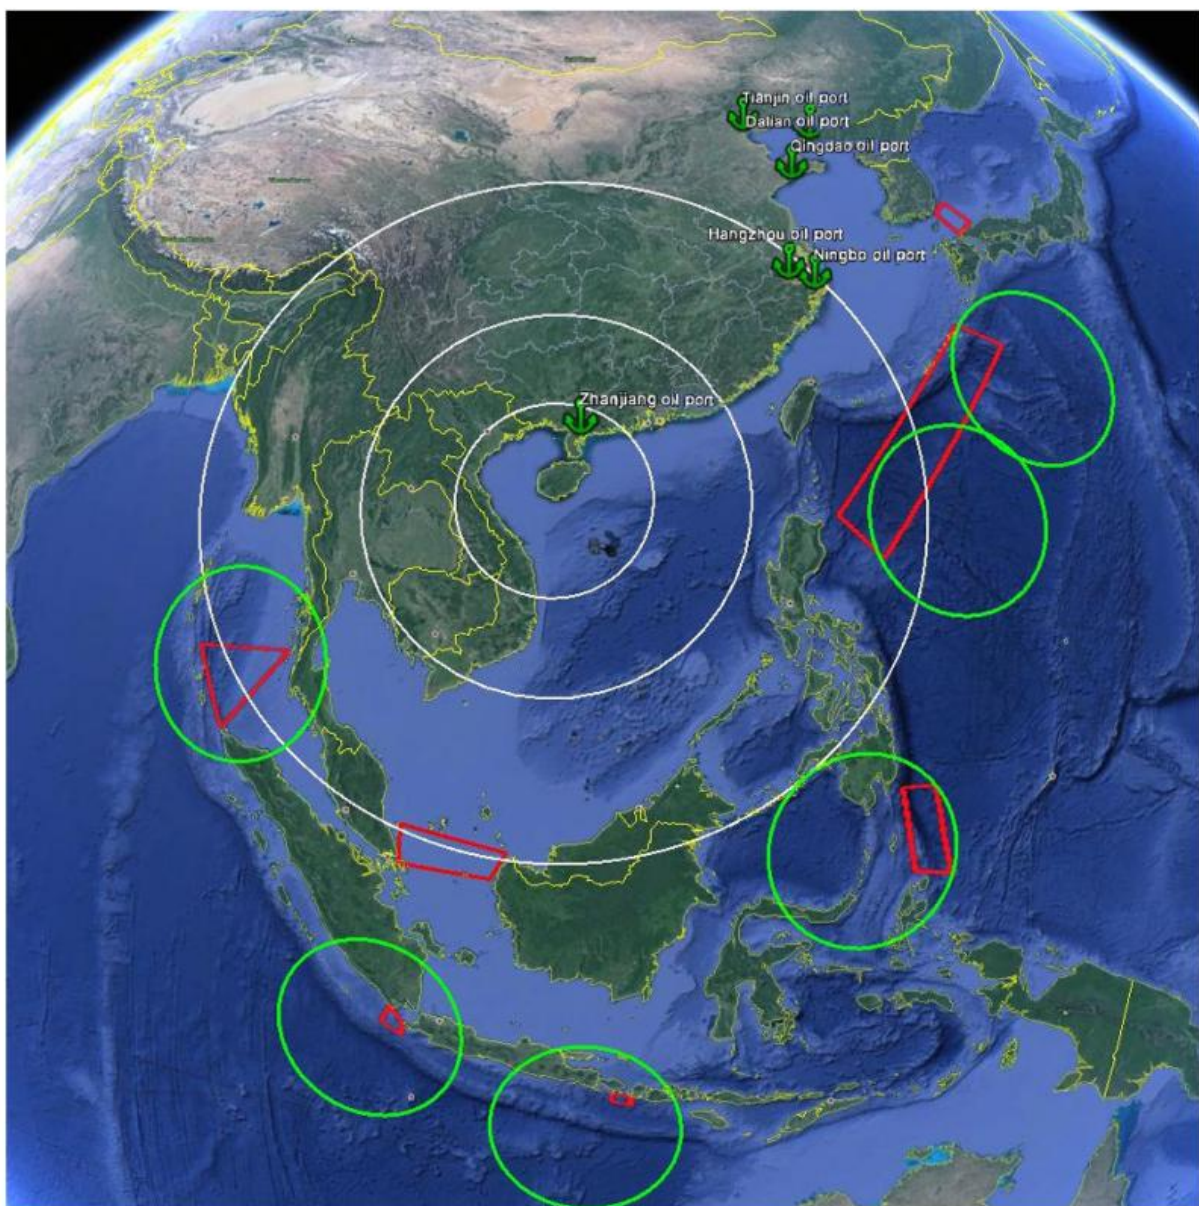 Tianjin oil port
Dalian oil port
Qingdao oil port
Hangzhou oil port
Ningbo oil port
Zhanjiang oil port